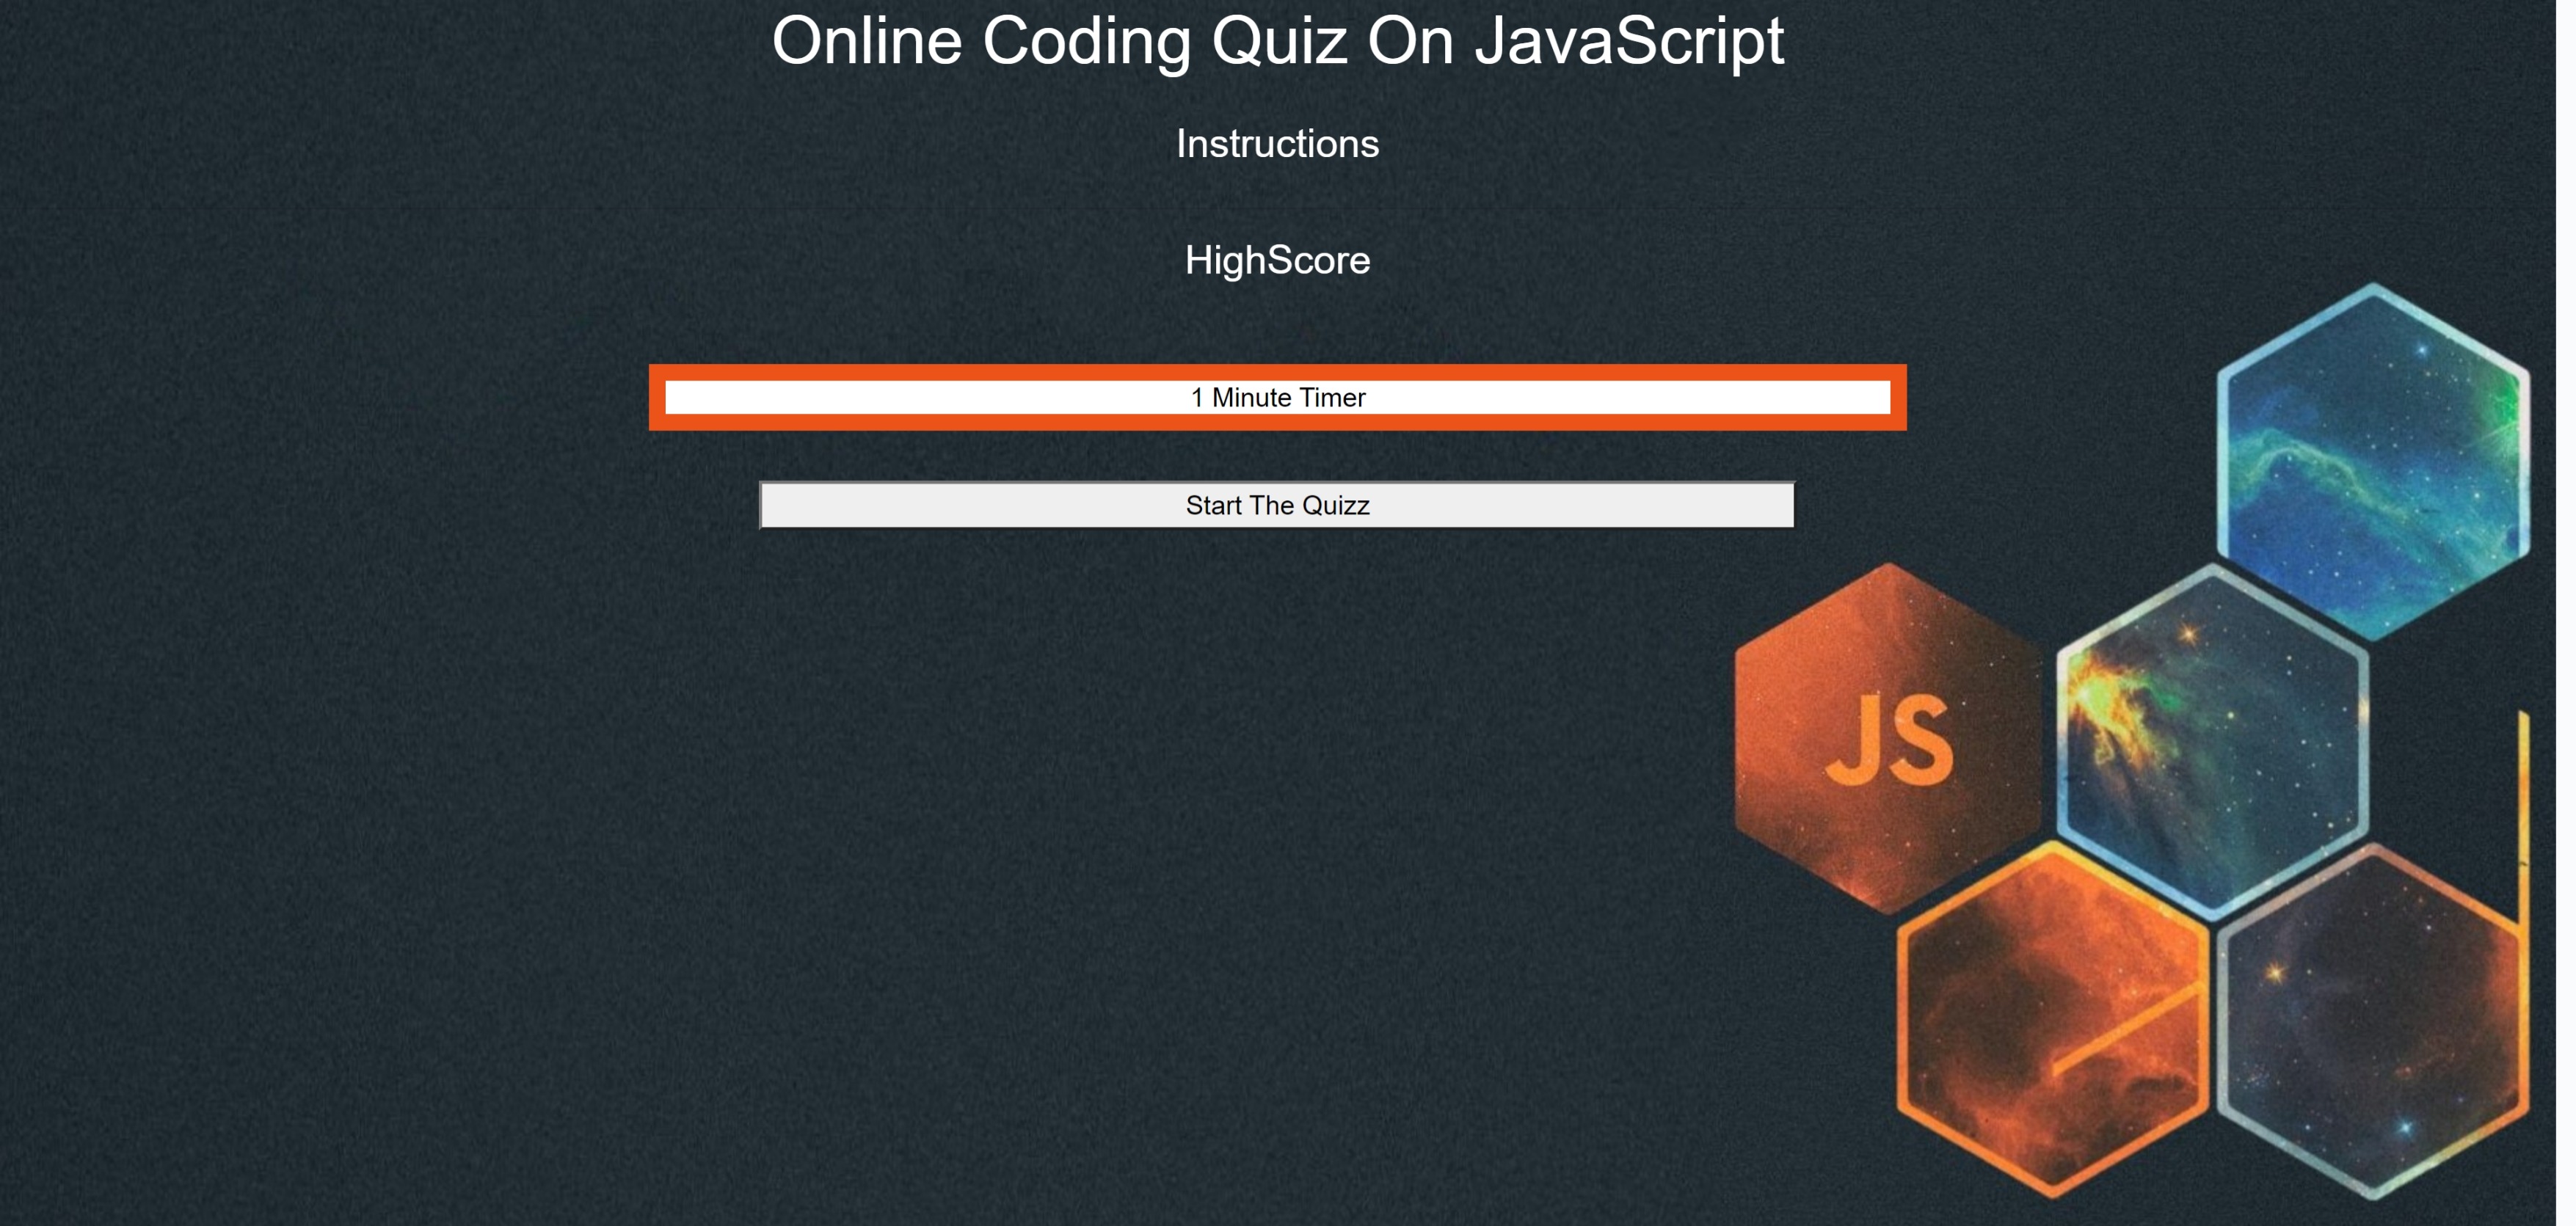 Online Coding Quiz On JavaScript
Instructions
HighScore
1 Minute Timer
Start The Quizz
JS